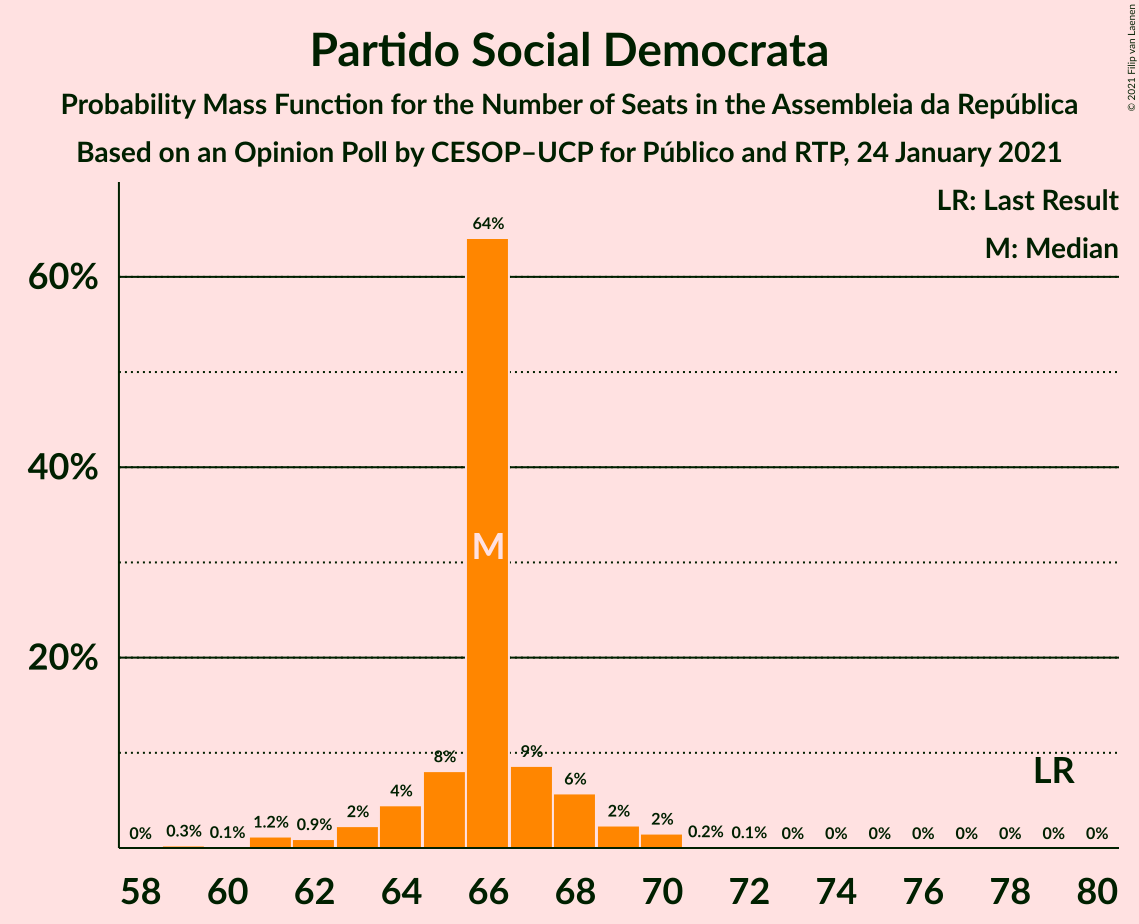 Partido Social Democrata
Probability Mass Function for the Number of Seats in the Assembleia da República
Based on an Opinion Poll by CESOP–UCP for Público and RTP, 24 January 2021
© 2021 Filip van Laenen
LR: Last Result
M: Median
60%
40%
20%
0% 0.3% 0.1% 1.2% 0.9% 2% 4% 8% 64% 9% 6% 2% 2% 0.2% 0.1% 0% 0% 0% 0% 0% 0% 0% 0%
M
LR
58 60 62 64 66 68 70 72 74 76 78 80